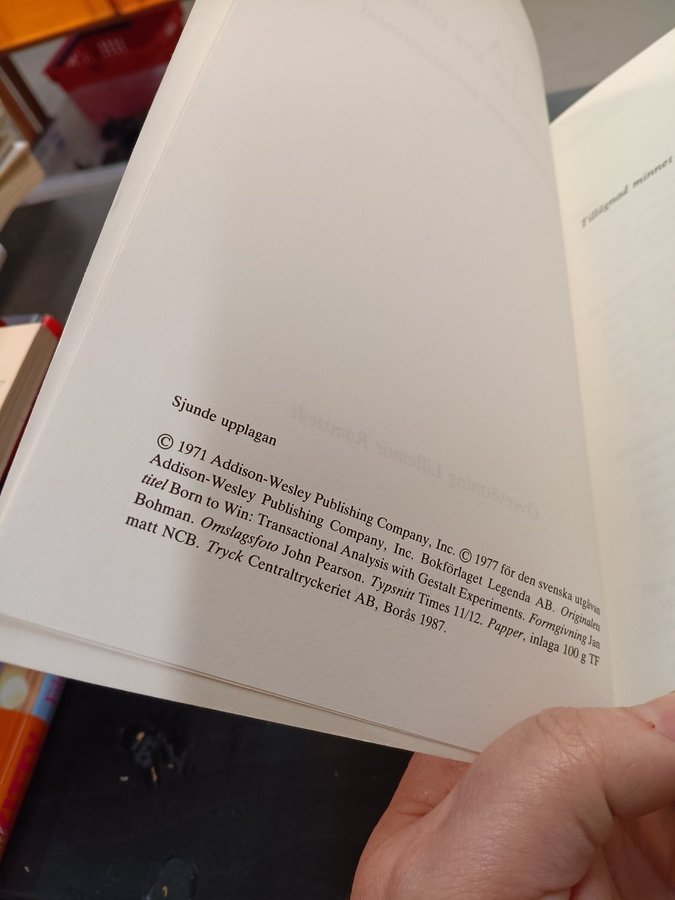 Sjunde upplagan
© 1971 Addison-Wesley Publishing Company, Inc. © 1977 för den svenska utgåvan
Addison-Wesley Publishing Company, Inc. Bokförlaget Legenda AB. Originalets
titel Born to Win: Transactional Analysis with Gestalt Experiments. Formgivning Jan
Bohman. Omslagsfoto John Pearson. Typsnitt Times 11/12. Papper, inlaga 100 g TF
matt NCB. Tryck Centraltryckeriet AB, Borås 1987.
Tillägnad minnet